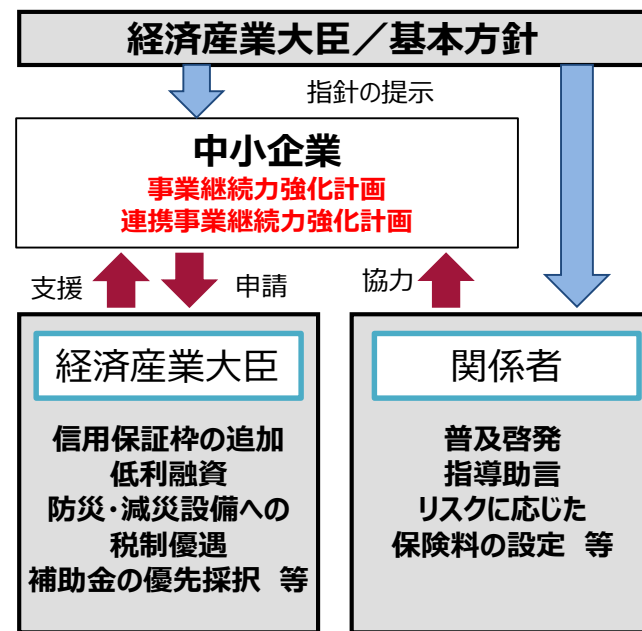 経済産業大臣／基本方針
指針の提示
中小企業
事業継続力強化計画
連携事業継続力強化計画
支援
申請
協力
経済産業大臣
信用保証枠の追加
低利融資
防災・減災設備への
税制優遇
補助金の優先採択 等
関係者
普及啓発
指導助言
リスクに応じた
保険料の設定 等